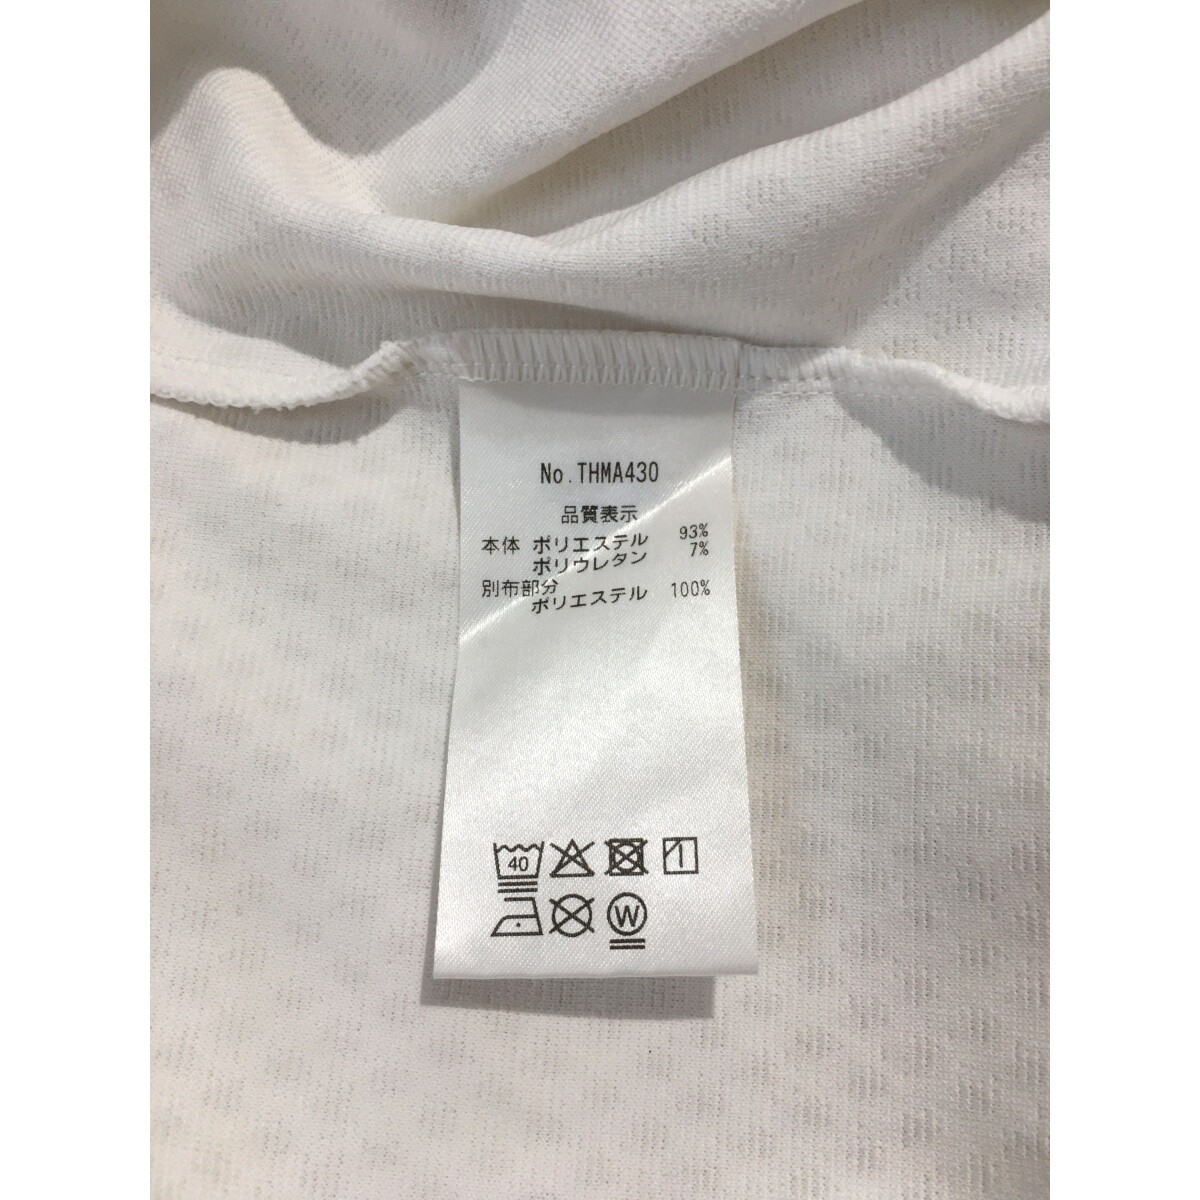 No.THMA430
品質表示
本体 ポリエステル 93%
ポリウレタン 7%
別布部分
ポリエステル 100%
40
W